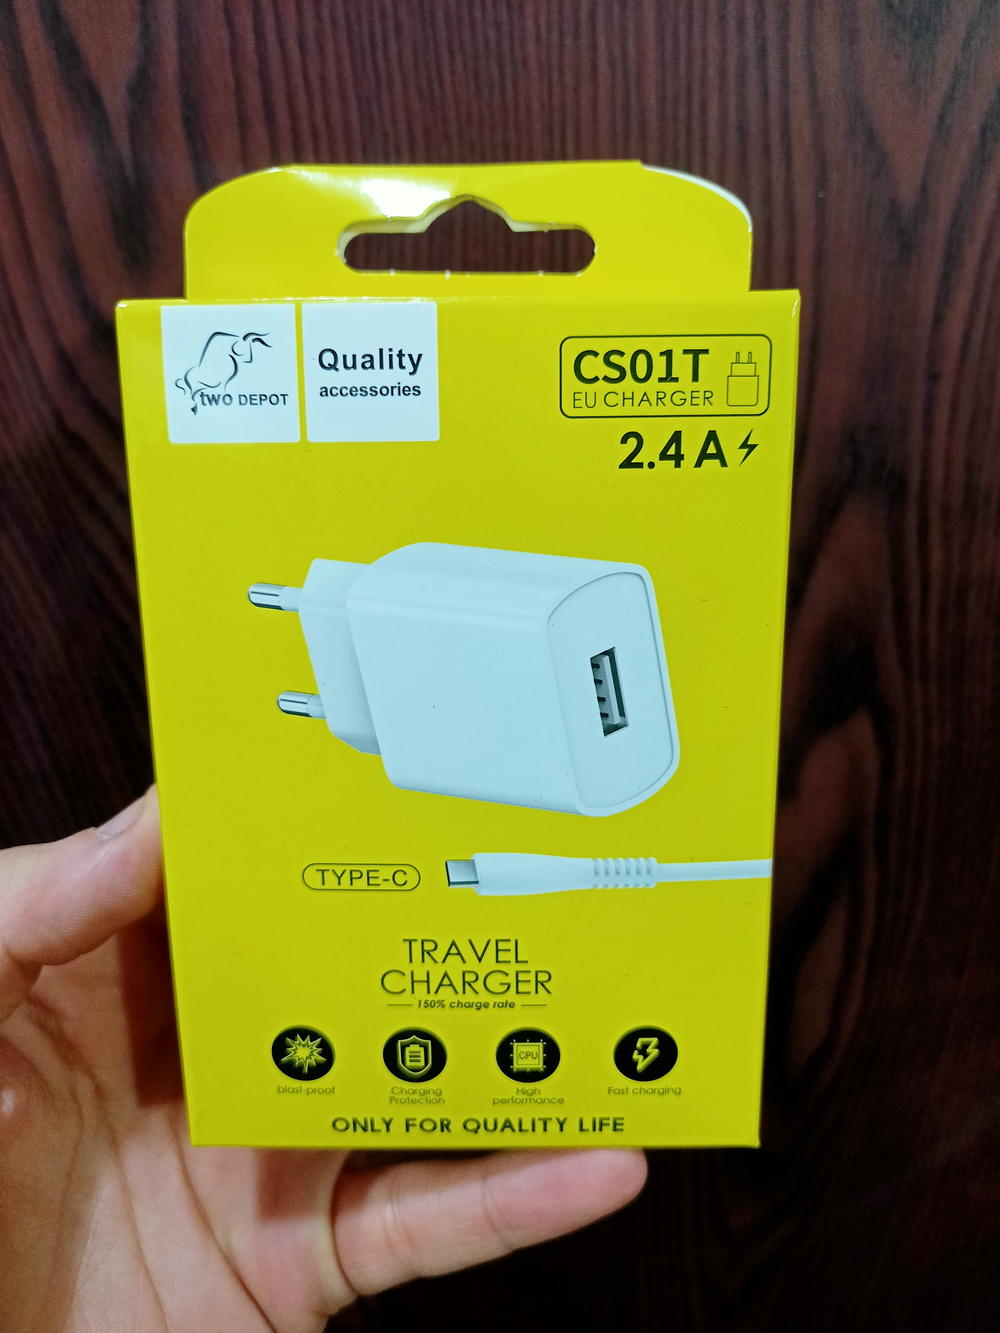 two DEPOT
Quality
accessories
CS01T
EU CHARGER
2.4A
TYPE-C
TRAVEL
CHARGER
150% charge rate
blast-proof
Charging
Protection
CPU
High
performance
Fast charging
ONLY FOR QUALITY LIFE